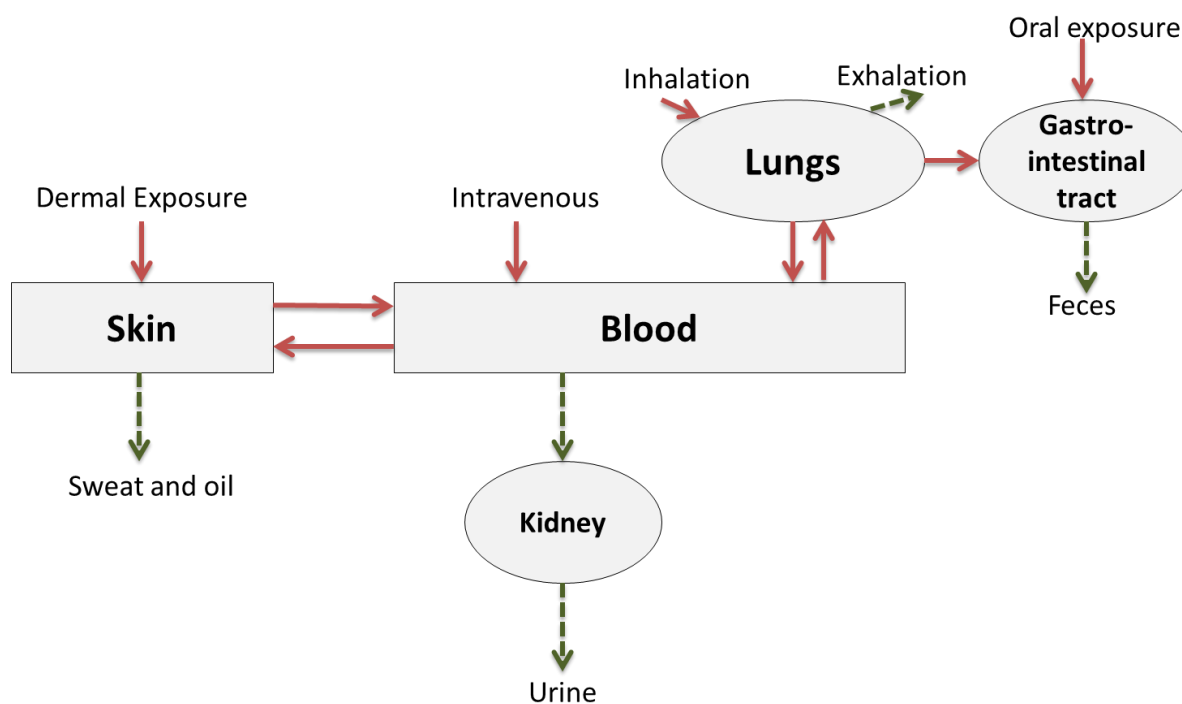 Oral exposure
Inhalation
Exhalation
Gastro-
intestinal
tract
Lungs
Dermal Exposure
Intravenous
Feces
Skin
Blood
Sweat and oil
Kidney
Urine